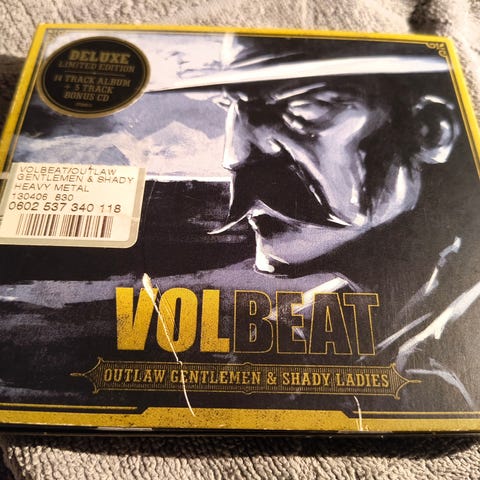 DELUXE
LIMITED EDITION
14 TRACK ALBUM
+ 5 TRACK
BONUS CD
VOLBEAT/OUTLAW
GENTLEMEN & SHADY
HEAVY METAL
130406 830
0602 537 340 118
VOLBEAT
OUTLAW GENTLEMEN & SHADY LADIES